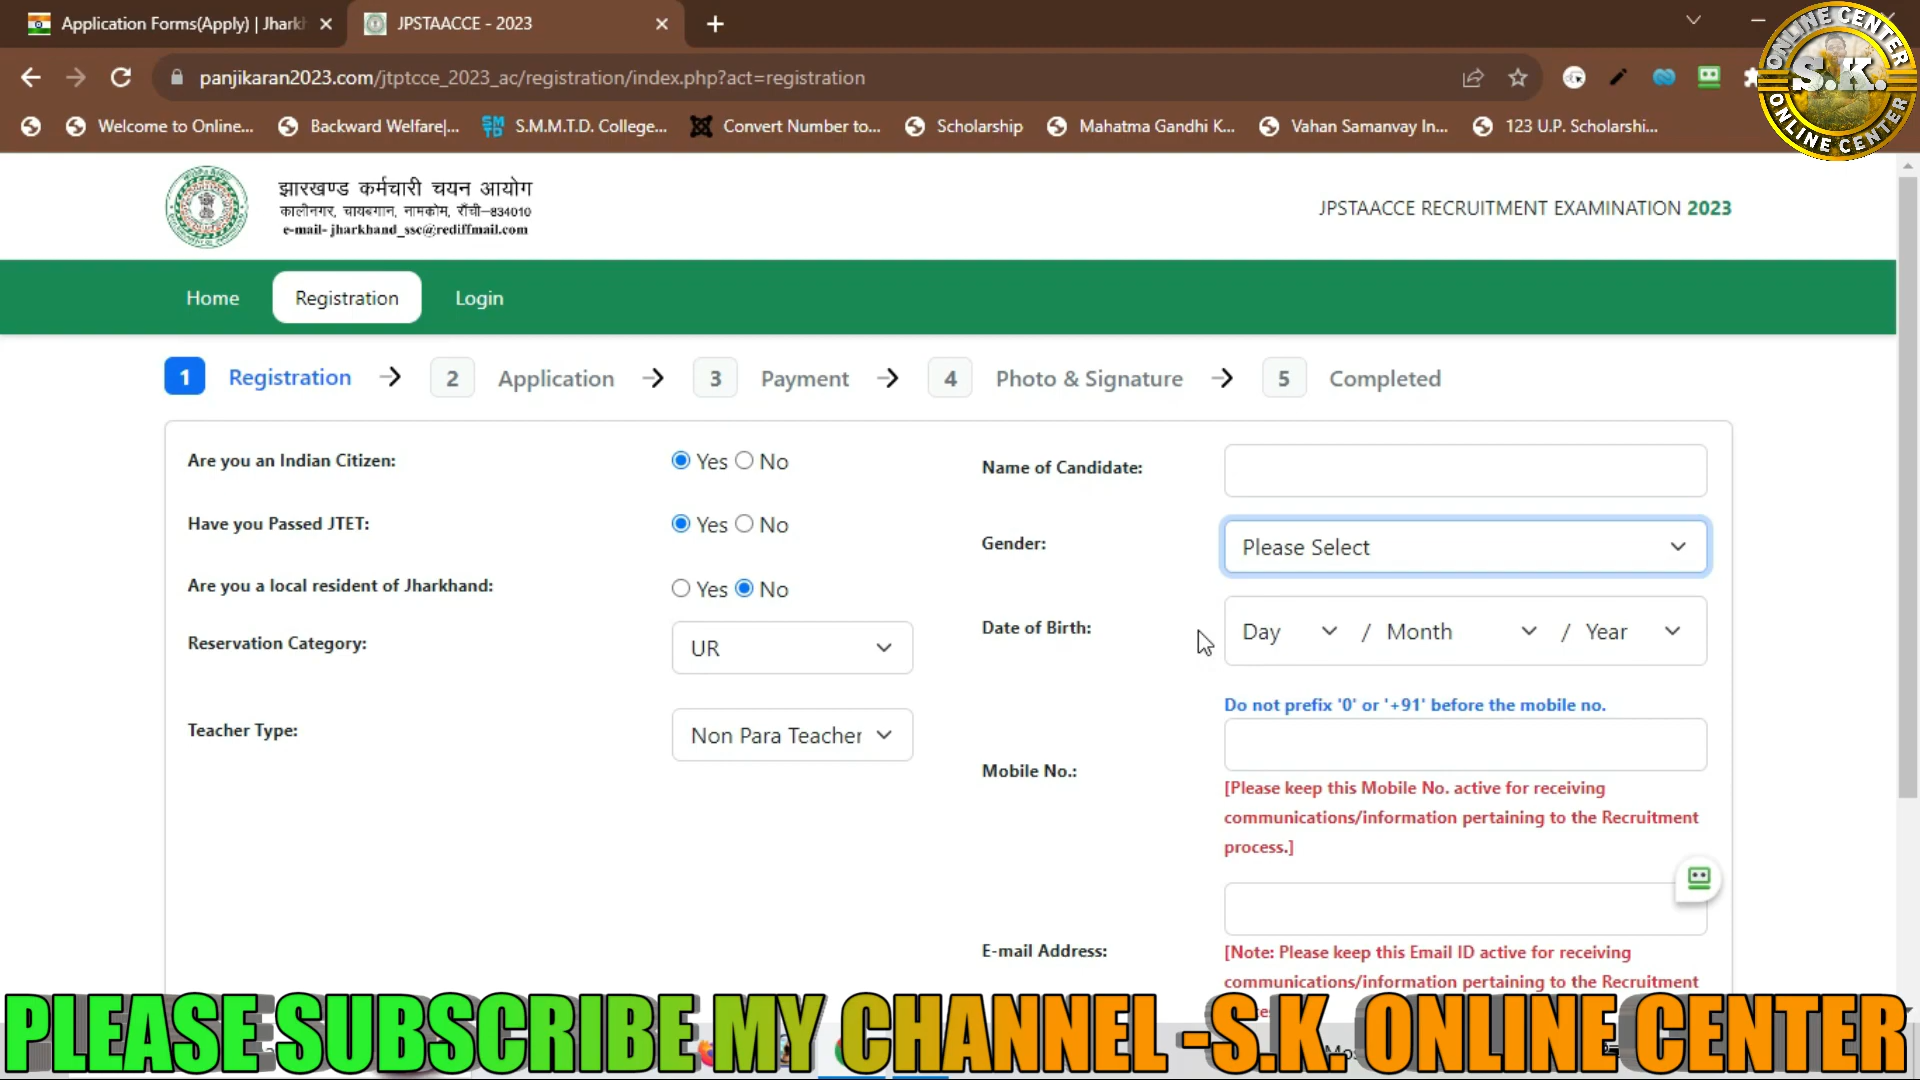 Application Forms(Apply) | Jhark
JPSTAACCE - 2023
panjikaran2023.com/jtptcce_2023_ac/registration/index.php?act=registration
Welcome to Online...
Backward Welfare|...
S.M.M.T.D. College...
Convert Number to...
Scholarship
Mahatma Gandhi K...
Vahan Samanvay In...
123 U.P. Scholarshi...
ONLINE CENTER
S.K.
ONLINE CENTER
झारखण्ड कर्मचारी चयन आयोग
कालीनगर, चायबगान, नामकोम, राँची-834010
e-mail- jharkhand_ssc@rediffmail.com
JPSTAACCE RECRUITMENT EXAMINATION 2023
Home
Registration
Login
1 Registration
2 Application
3 Payment
4 Photo & Signature
5 Completed
Are you an Indian Citizen:
Yes No
Have you Passed JTET:
Yes No
Are you a local resident of Jharkhand:
Yes No
Reservation Category:
UR
Teacher Type:
Non Para Teacher
Name of Candidate:
Gender:
Please Select
Date of Birth:
Day / Month / Year
Do not prefix '0' or '+91' before the mobile no.
Mobile No.:
[Please keep this Mobile No. active for receiving
communications/information pertaining to the Recruitment
process.]
E-mail Address:
[Note: Please keep this Email ID active for receiving
communications/information pertaining to the Recruitment
PLEASE SUBSCRIBE MY CHANNEL -S.K. ONLINE CENTER